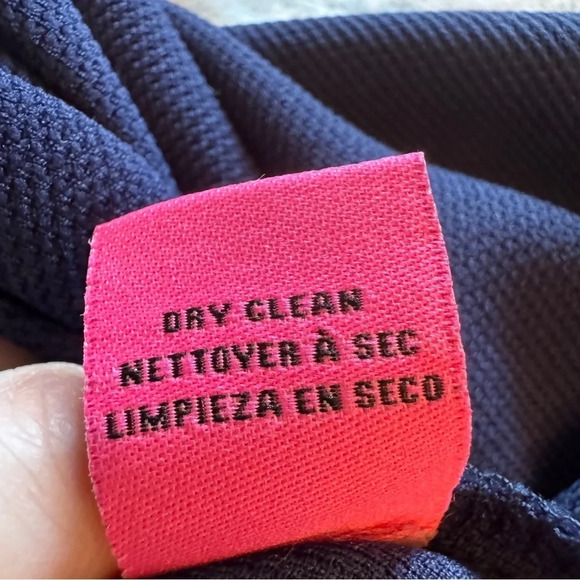 DRY CLEAN
NETTOYER À SEC
LIMPIEZA EN SECO